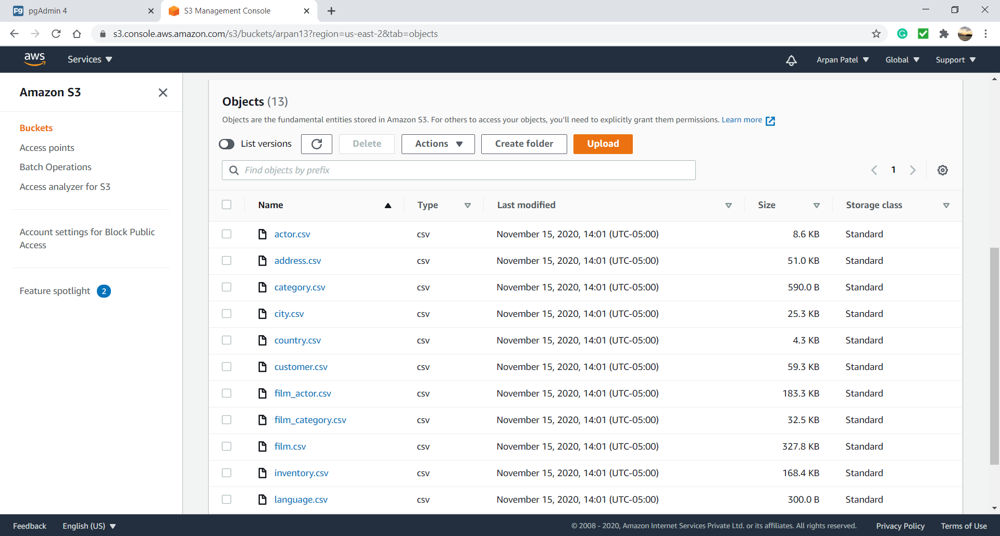 pgAdmin 4
S3 Management Console
s3.console.aws.amazon.com/s3/buckets/arpan13?region=us-east-2&tab=objects
aws
Services
Arpan Patel
Global
Support
Amazon S3
Buckets
Access points
Batch Operations
Access analyzer for S3
Account settings for Block Public
Access
Feature spotlight 2
Objects (13)
Objects are the fundamental entities stored in Amazon S3. For others to access your objects, you'll need to explicitly grant them permissions. Learn more
List versions
Delete
Actions
Create folder
Upload
Find objects by prefix
1
Name Type Last modified Size Storage class
actor.csv csv November 15, 2020, 14:01 (UTC-05:00) 8.6 KB Standard
address.csv csv November 15, 2020, 14:01 (UTC-05:00) 51.0 KB Standard
category.csv csv November 15, 2020, 14:01 (UTC-05:00) 590.0 B Standard
city.csv csv November 15, 2020, 14:01 (UTC-05:00) 25.3 KB Standard
country.csv csv November 15, 2020, 14:01 (UTC-05:00) 4.3 KB Standard
customer.csv csv November 15, 2020, 14:01 (UTC-05:00) 59.3 KB Standard
film_actor.csv csv November 15, 2020, 14:01 (UTC-05:00) 183.3 KB Standard
film_category.csv csv November 15, 2020, 14:01 (UTC-05:00) 32.5 KB Standard
film.csv csv November 15, 2020, 14:01 (UTC-05:00) 327.8 KB Standard
inventory.csv csv November 15, 2020, 14:01 (UTC-05:00) 168.4 KB Standard
language.csv csv November 15, 2020, 14:01 (UTC-05:00) 300.0 B Standard
Feedback
English (US)
© 2008 - 2020, Amazon Internet Services Private Ltd. or its affiliates. All rights reserved.
Privacy Policy
Terms of Use